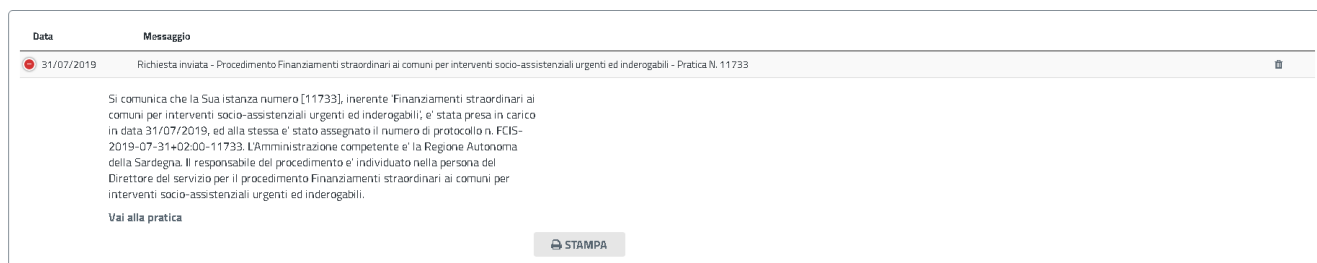 Data Messaggio
31/07/2019 Richiesta inviata - Procedimento Finanziamenti straordinari ai comuni per interventi socio-assistenziali urgenti ed inderogabili - Pratica N. 11733
Si comunica che la Sua istanza numero [11733], inerente 'Finanziamenti straordinari ai
comuni per interventi socio-assistenziali urgenti ed inderogabili', e' stata presa in carico
in data 31/07/2019, ed alla stessa e' stato assegnato il numero di protocollo n. FCIS-
2019-07-31+02:00-11733. L'Amministrazione competente e' la Regione Autonoma
della Sardegna. Il responsabile del procedimento e' individuato nella persona del
Direttore del servizio per il procedimento Finanziamenti straordinari ai comuni per
interventi socio-assistenziali urgenti ed inderogabili.
Vai alla pratica
STAMPA